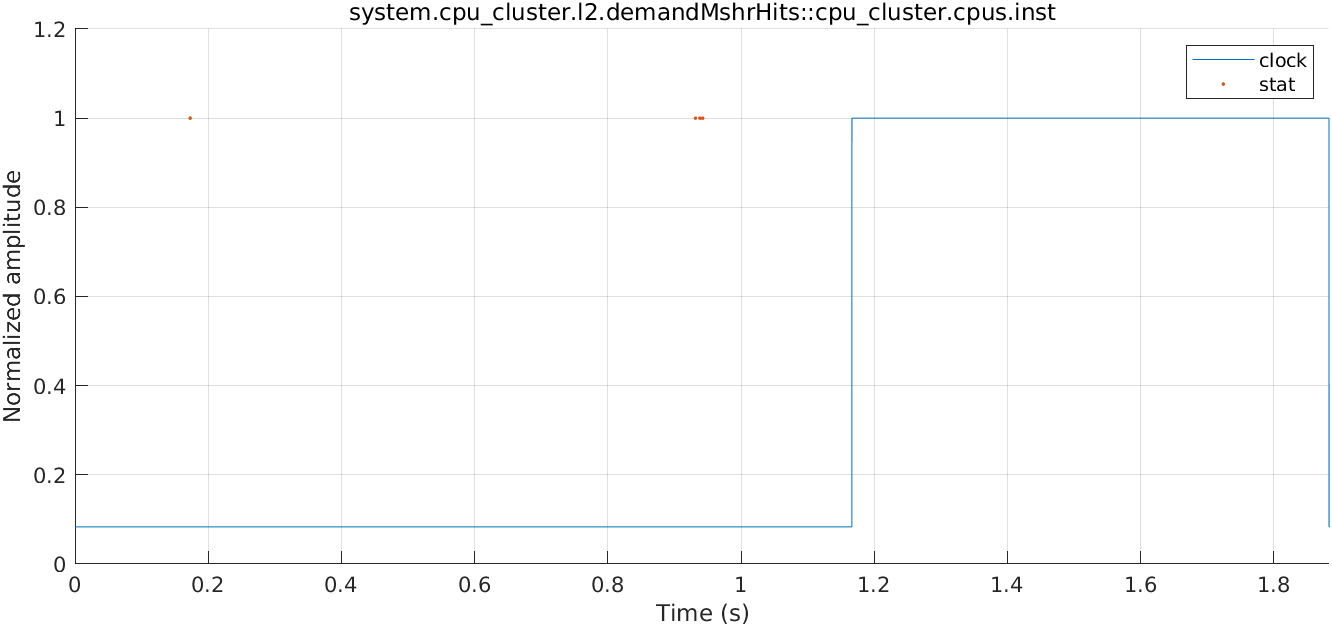 system.cpu_cluster.l2.demandMshrHits::cpu_cluster.cpus.inst
1.2
1
0.8
0.6
0.4
0.2
0
Normalized amplitude
clock
stat
0 0.2 0.4 0.6 0.8 1 1.2 1.4 1.6 1.8
Time (s)